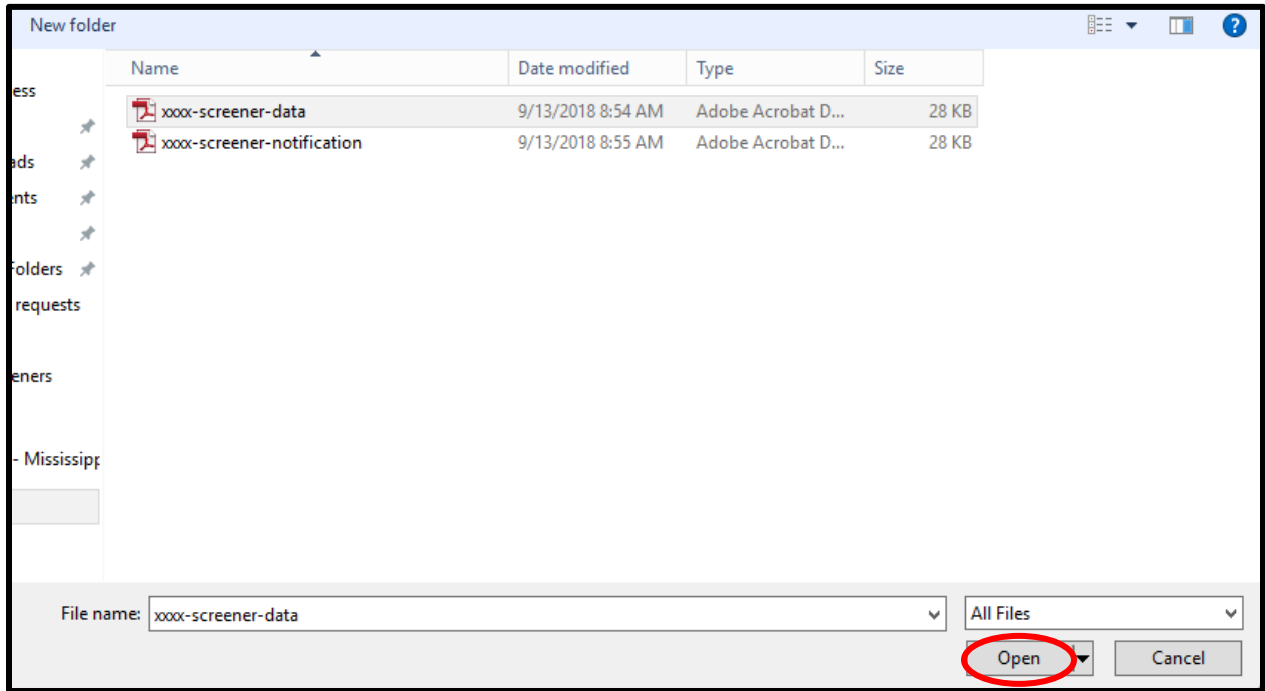 New folder
?
Name Date modified Type Size
ess
xxxx-screener-data 9/13/2018 8:54 AM Adobe Acrobat D... 28 KB
xxxx-screener-notification 9/13/2018 8:55 AM Adobe Acrobat D... 28 KB
ads
ents
Folders
requests
eners
- Mississipp
File name: xxxx-screener-data All Files
Open Cancel